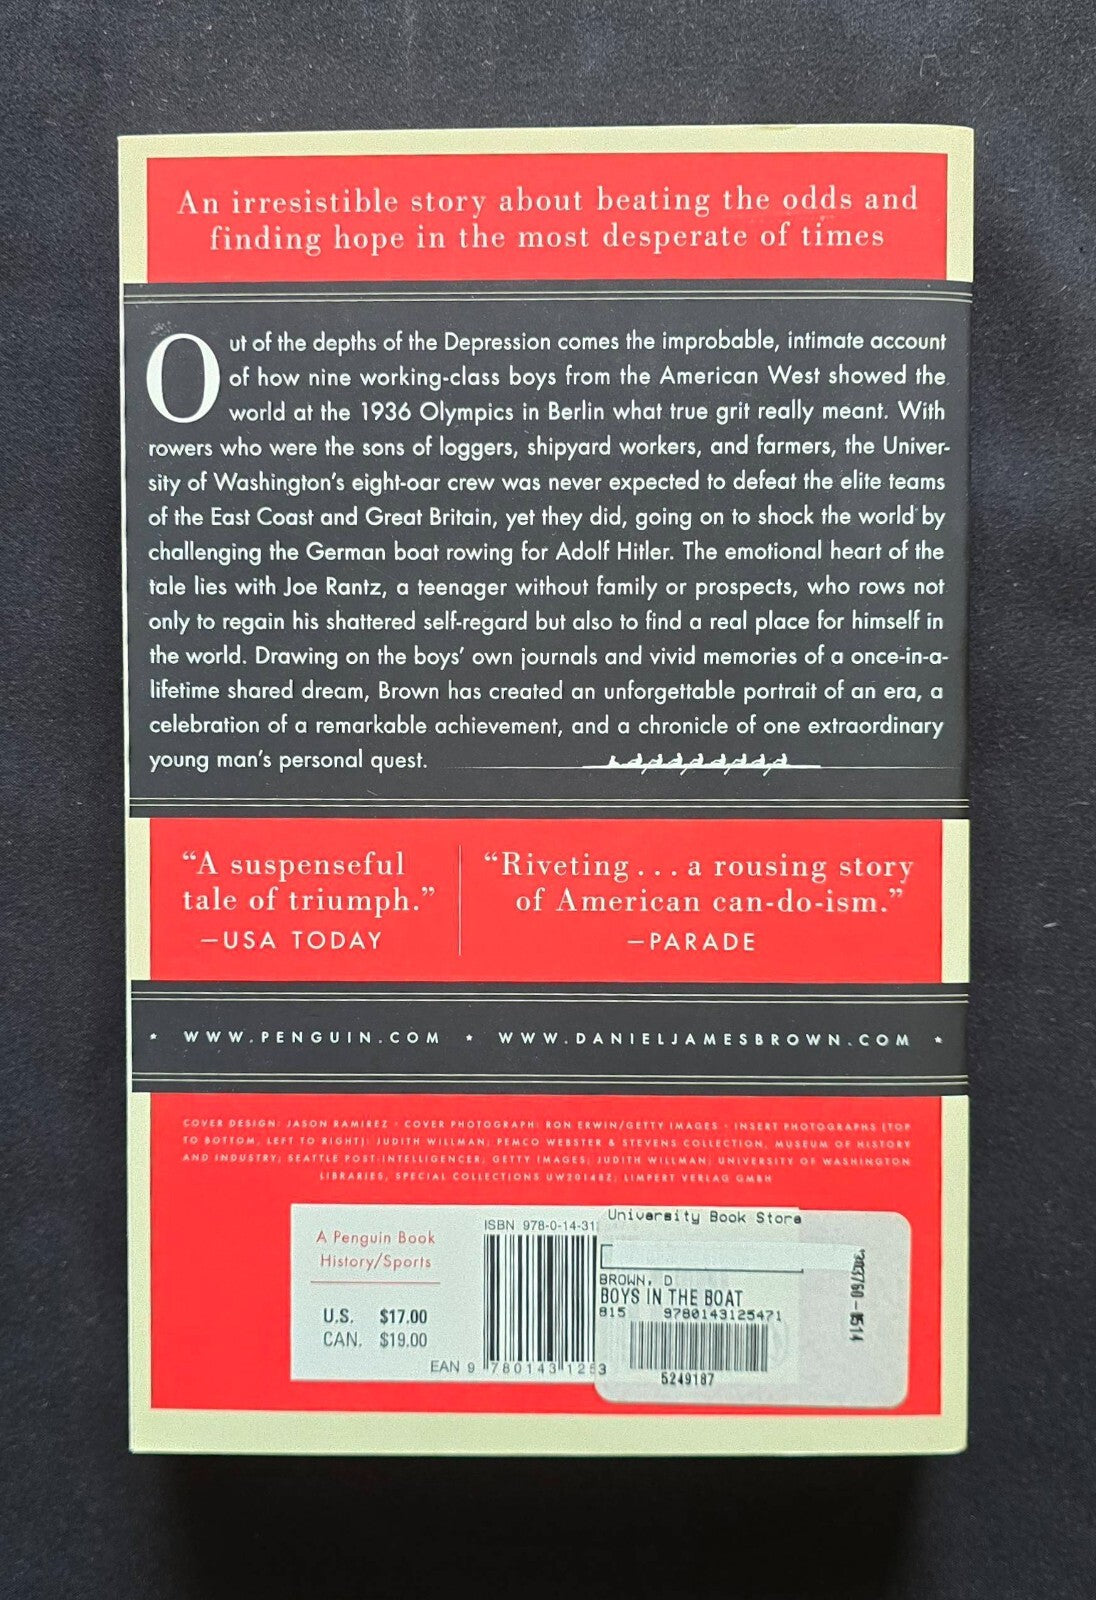 An irresistible story about beating the odds and
finding hope in the most desperate of times
Out of the depths of the Depression comes the improbable, intimate account
of how nine working-class boys from the American West showed the
world at the 1936 Olympics in Berlin what true grit really meant. With
rowers who were the sons of loggers, shipyard workers, and farmers, the Univer-
sity of Washington's eight-oar crew was never expected to defeat the elite teams
of the East Coast and Great Britain, yet they did, going on to shock the world by
challenging the German boat rowing for Adolf Hitler. The emotional heart of the
tale lies with Joe Rantz, a teenager without family or prospects, who rows not
only to regain his shattered self-regard but also to find a real place for himself in
the world. Drawing on the boys' own journals and vivid memories of a once-in-a-
lifetime shared dream, Brown has created an unforgettable portrait of an era, a
celebration of a remarkable achievement, and a chronicle of one extraordinary
young man's personal quest.
“A suspenseful
tale of triumph.”
—USA TODAY
“Riveting . . . a rousing story
of American can-do-ism.”
—PARADE
* WWW.PENGUIN.COM * WWW.DANIELJAMESBROWN.COM *
COVER DESIGN: JASON RAMIREZ · COVER PHOTOGRAPH: RON ERWIN/GETTY IMAGES · INSERT PHOTOGRAPHS (TOP
TO BOTTOM, LEFT TO RIGHT): JUDITH WILLMAN; PEMCO WEBSTER & STEVENS COLLECTION, MUSEUM OF HISTORY
AND INDUSTRY; SEATTLE POST-INTELLIGENCER; GETTY IMAGES; JUDITH WILLMAN; UNIVERSITY OF WASHINGTON
LIBRARIES, SPECIAL COLLECTIONS UW20148Z; LIMPERT VERLAG GMBH
A Penguin Book
History/Sports
U.S. $17.00
CAN. $19.00
ISBN 978-0-14-31
EAN 9 780143 125
University Book Store
BROWN, D
BOYS IN THE BOAT
815 9780143125471
5249187